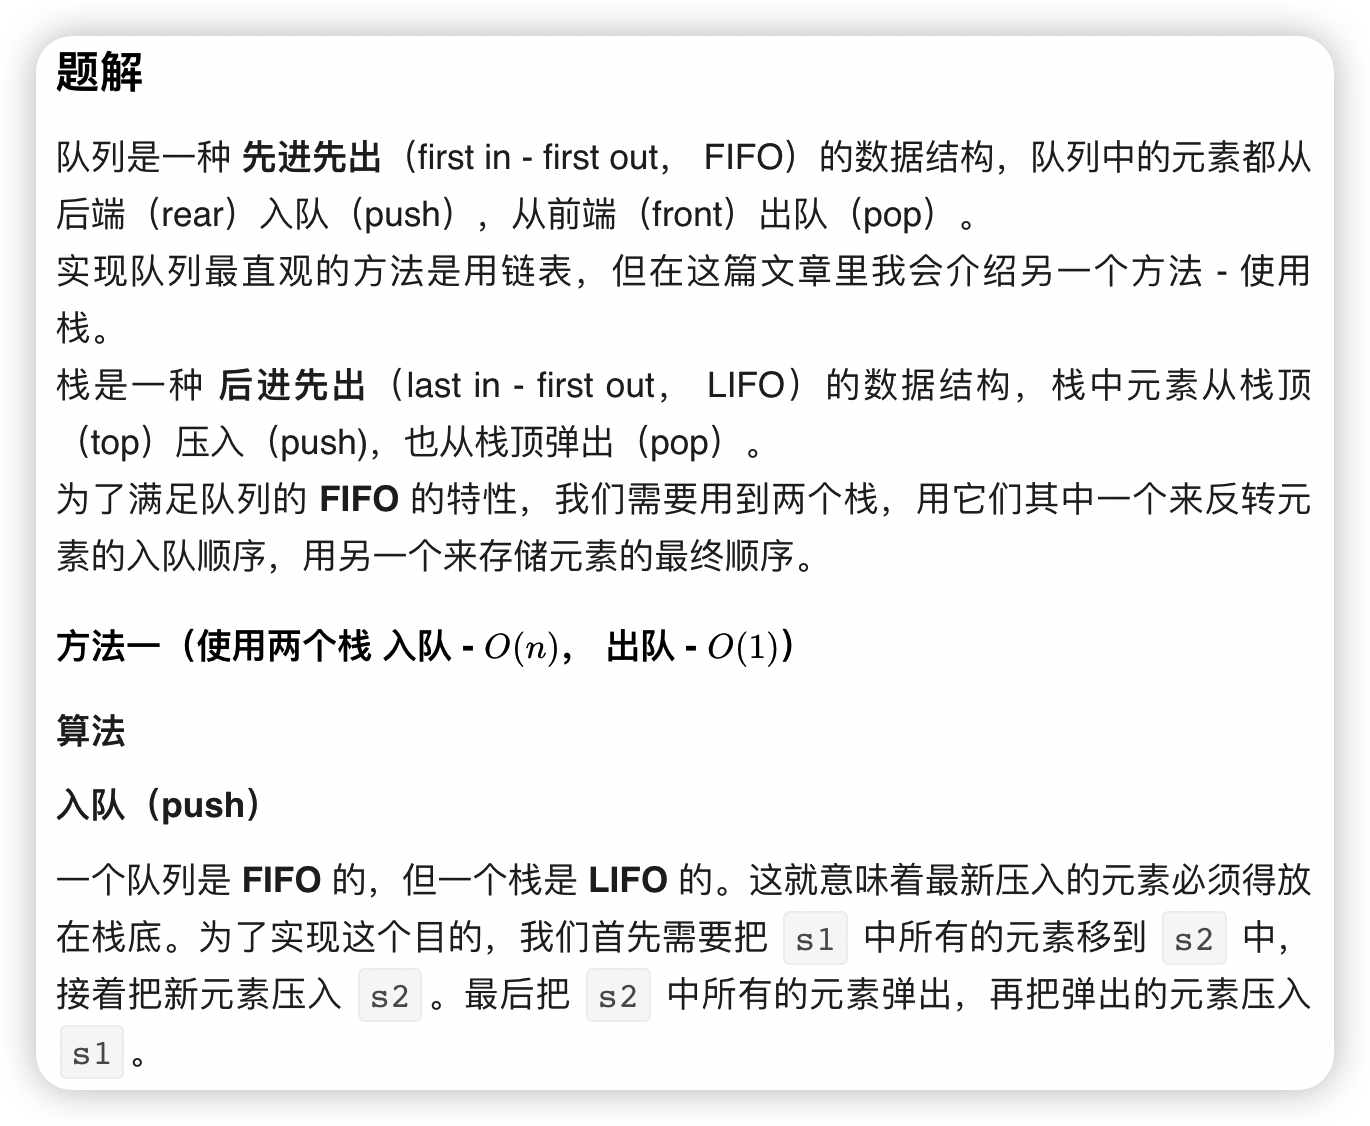 题解
队列是一种 先进先出（first in - first out， FIFO）的数据结构，队列中的元素都从
后端（rear）入队（push），从前端（front）出队（pop）。
实现队列最直观的方法是用链表，但在这篇文章里我会介绍另一个方法 - 使用
栈。
栈是一种 后进先出（last in - first out， LIFO）的数据结构，栈中元素从栈顶
（top）压入（push)，也从栈顶弹出（pop）。
为了满足队列的 FIFO 的特性，我们需要用到两个栈，用它们其中一个来反转元
素的入队顺序，用另一个来存储元素的最终顺序。
方法一（使用两个栈 入队 - O(n)， 出队 - O(1)）
算法
入队（push）
一个队列是 FIFO 的，但一个栈是 LIFO 的。这就意味着最新压入的元素必须得放
在栈底。为了实现这个目的，我们首先需要把 s1 中所有的元素移到 s2 中，
接着把新元素压入 s2 。最后把 s2 中所有的元素弹出，再把弹出的元素压入
s1 。